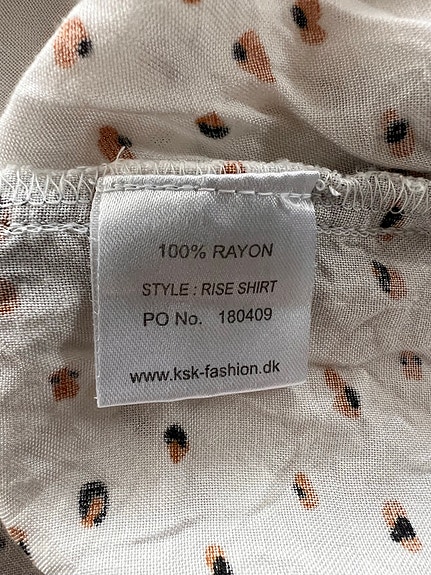 100% RAYON
STYLE : RISE SHIRT
PO No. 180409
www.ksk-fashion.dk